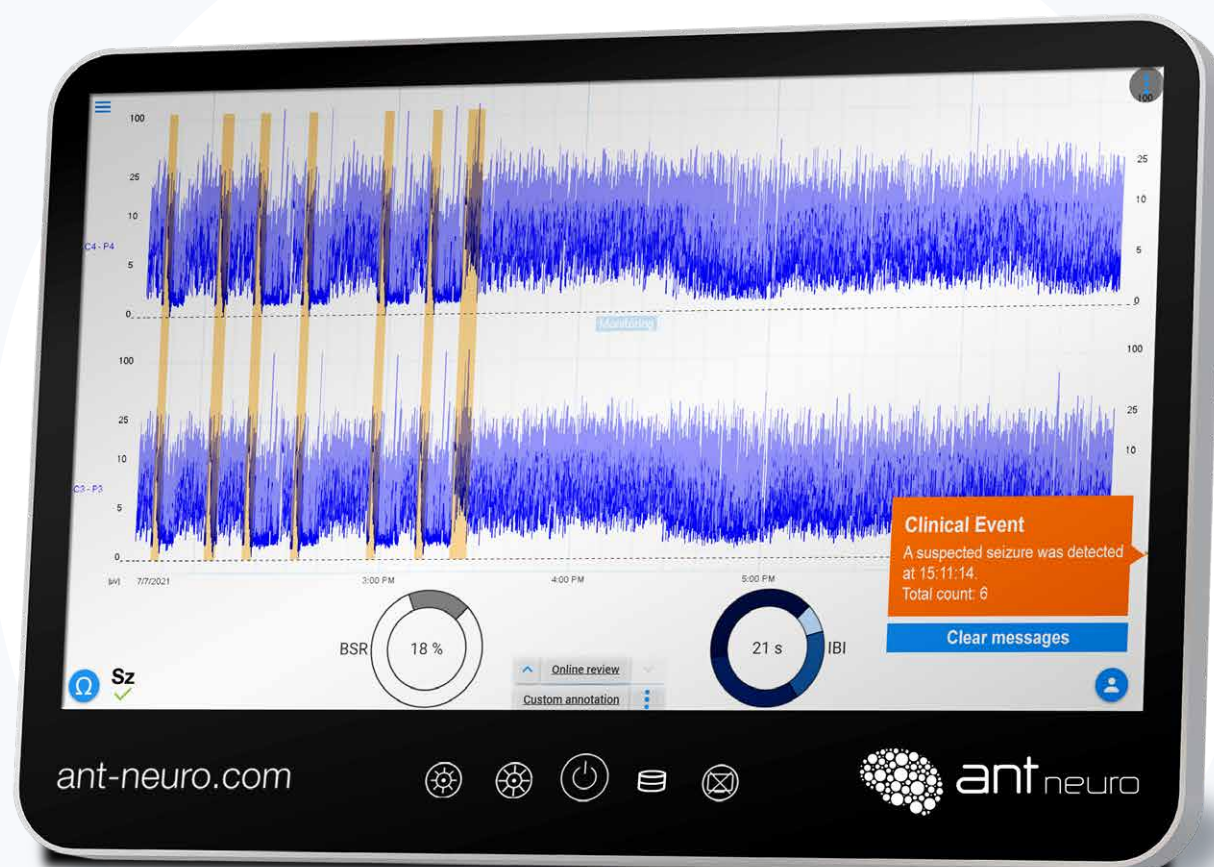 100
100
25
25
10
10
C4 - P4
5
5
0
0
Monitoring
100
100
25
25
10
10
C3 - P3
5
0
7/7/2021
3:00 PM
4:00 PM
5:00 PM
Clinical Event
A suspected seizure was detected
at 15:11:14.
Total count: 6
Clear messages
BSR
18 %
21 s
IBI
Online review
Custom annotation
Ω
Sz
ant-neuro.com
ant neuro